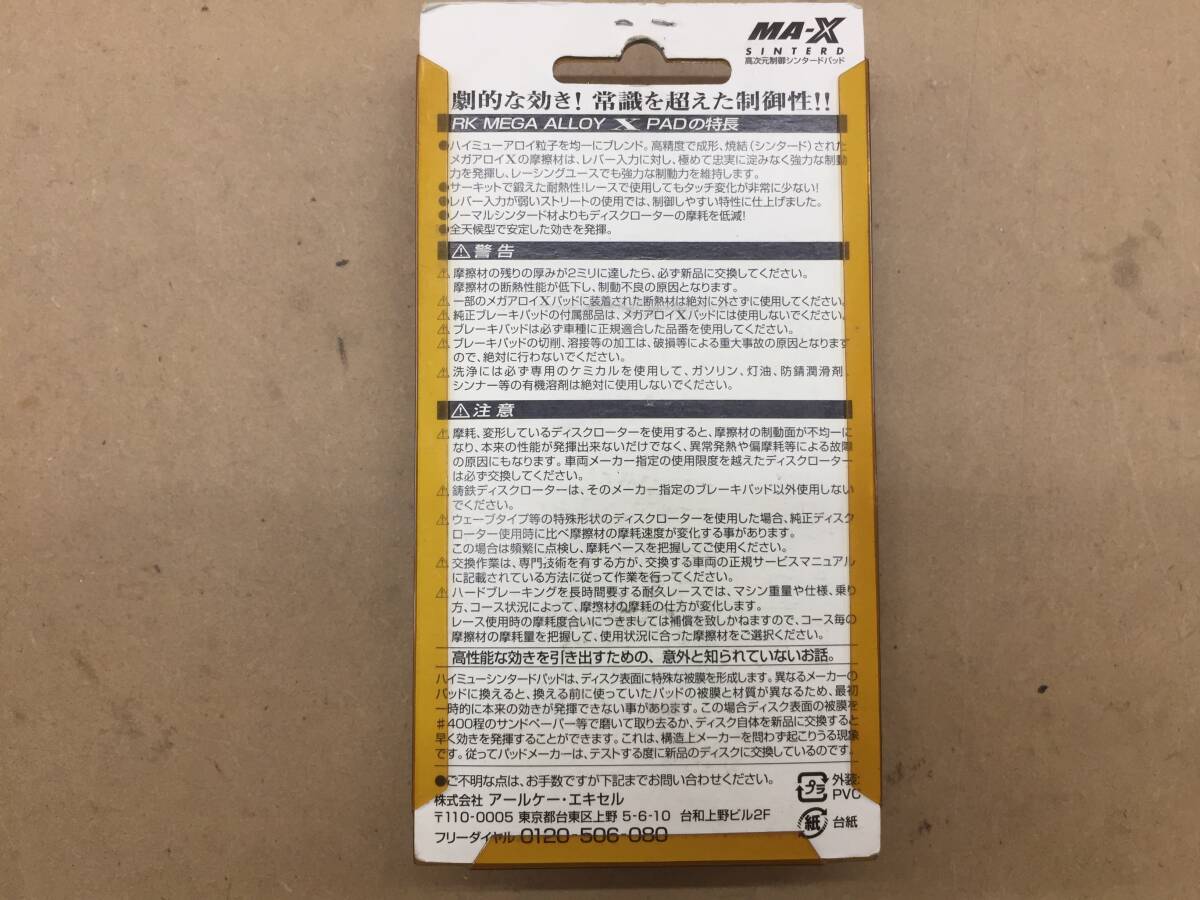 MA-X
SINTERD
高次元制御シンタードパッド
劇的な効き! 常識を超えた制御性!!
RK MEGA ALLOY X PADの特長
●ハイミューアロイ粒子を均一にブレンド。高精度で成形、焼結(シンタード)された
メガアロイXの摩擦材は、レバー入力に対し、極めて忠実に淀みなく強力な制動
力を発揮し、レーシングユースでも強力な制動力を維持します。
●サーキットで鍛えた耐熱性!レースで使用してもタッチ変化が非常に少ない!
●レバー入力が弱いストリートの使用では、制御しやすい特性に仕上げました。
●ノーマルシンタード材よりもディスクローターの摩耗を低減!
●全天候型で安定した効きを発揮。
⚠警告
⚠摩擦材の残りの厚みが2ミリに達したら、必ず新品に交換してください。
摩擦材の断熱性能が低下し、制動不良の原因となります。
⚠一部のメガアロイXパッドに装着された断熱材は絶対に外さずに使用してください。
⚠純正ブレーキパッドの付属部品は、メガアロイXパッドには使用しないでください。
⚠ブレーキパッドは必ず車種に正規適合した品番を使用してください。
⚠ブレーキパッドの切削、溶接等の加工は、破損等による重大事故の原因となります
ので、絶対に行わないでください。
⚠洗浄には必ず専用のケミカルを使用して、ガソリン、灯油、防錆潤滑剤、
シンナー等の有機溶剤は絶対に使用しないでください。
⚠注意
⚠摩耗、変形しているディスクローターを使用すると、摩擦材の制動面が不均一に
なり、本来の性能が発揮出来ないだけでなく、異常発熱や偏摩耗等による故障
の原因にもなります。車両メーカー指定の使用限度を越えたディスクローター
は必ず交換してください。
⚠鋳鉄ディスクローターは、そのメーカー指定のブレーキパッド以外使用しない
でください。
⚠ウェーブタイプ等の特殊形状のディスクローターを使用した場合、純正ディスク
ローター使用時に比べ摩擦材の摩耗速度が変化する事があります。
この場合は頻繁に点検し、摩耗ペースを把握してご使用ください。
⚠交換作業は、専門技術を有する方が、交換する車両の正規サービスマニュアル
に記載されている方法に従って作業を行ってください。
⚠ハードブレーキングを長時間要する耐久レースでは、マシン重量や仕様、乗り
方、コース状況によって、摩擦材の摩耗の仕方が変化します。
レース使用時の摩耗度合いにつきましては補償を致しかねますので、コース毎の
摩擦材の摩耗量を把握して、使用状況に合った摩擦材をご選択ください。
高性能な効きを引き出すための、意外と知られていないお話。
ハイミューシンタードパッドは、ディスク表面に特殊な被膜を形成します。異なるメーカーの
パッドに換えると、換える前に使っていたパッドの被膜と材質が異なるため、最初
一時的に本来の効きが発揮できない事があります。この場合ディスク表面の被膜を
#400程のサンドペーパー等で磨いて取り去るか、ディスク自体を新品に交換すると
早く効きを発揮することができます。これは、構造上メーカーを問わず起こりうる現象
です。従ってパッドメーカーは、テストする度に新品のディスクに交換しているのです。
●ご不明な点は、お手数ですが下記までお問い合わせください。
株式会社 アールケー・エキセル
〒110-0005 東京都台東区上野 5-6-10 台和上野ビル2F
フリーダイヤル 0120-506-080
プラ 外装:
PVC
紙 台紙